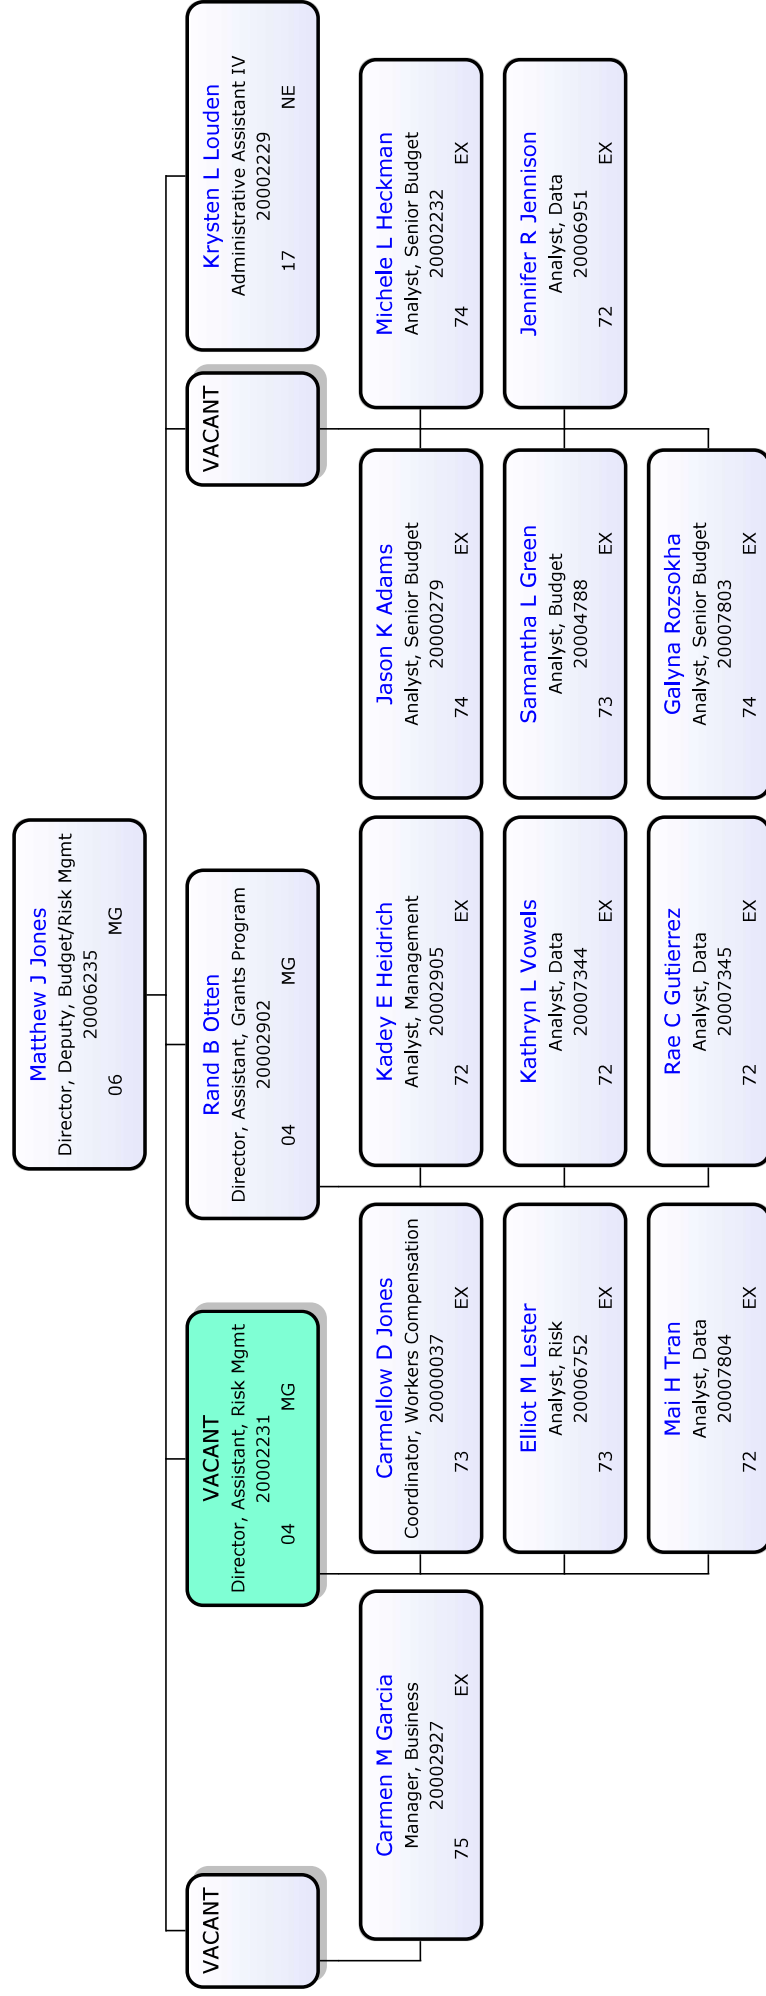 Matthew J Jones
Director, Deputy, Budget/Risk Mgmt
20006235
06 MG
VACANT
VACANT
Director, Assistant, Risk Mgmt
20002231
04 MG
Rand B Otten
Director, Assistant, Grants Program
20002902
04 MG
VACANT
Krysten L Louden
Administrative Assistant IV
20002229
17 NE
Carmen M Garcia
Manager, Business
20002927
75 EX
Carmellow D Jones
Coordinator, Workers Compensation
20000037
73 EX
Kadey E Heidrich
Analyst, Management
20002905
72 EX
Jason K Adams
Analyst, Senior Budget
20000279
74 EX
Michele L Heckman
Analyst, Senior Budget
20002232
74 EX
Elliot M Lester
Analyst, Risk
20006752
73 EX
Kathryn L Vowels
Analyst, Data
20007344
72 EX
Samantha L Green
Analyst, Budget
20004788
73 EX
Jennifer R Jennison
Analyst, Data
20006951
72 EX
Mai H Tran
Analyst, Data
20007804
72 EX
Rae C Gutierrez
Analyst, Data
20007345
72 EX
Galyna Rozsokha
Analyst, Senior Budget
20007803
74 EX